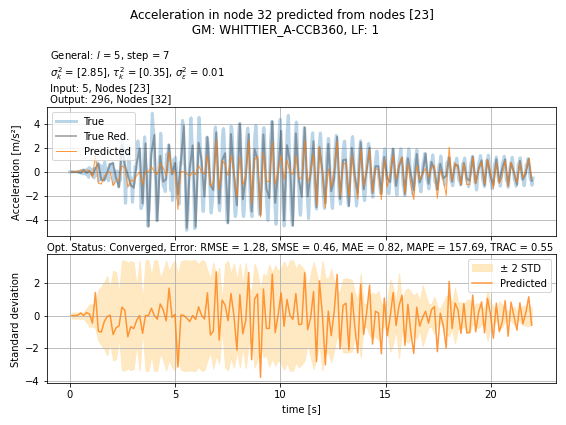 Acceleration in node 32 predicted from nodes [23]
GM: WHITTIER_A-CCB360, LF: 1
General: l = 5, step = 7
σ²ₖ = [2.85], τ²ₖ = [0.35], σ²ε = 0.01
Input: 5, Nodes [23]
Output: 296, Nodes [32]
True
True Red.
Predicted
Acceleration [m/s²]
4
2
0
−2
−4
Opt. Status: Converged, Error: RMSE = 1.28, SMSE = 0.46, MAE = 0.82, MAPE = 157.69, TRAC = 0.55
± 2 STD
Predicted
Standard deviation
2
0
−2
−4
0 5 10 15 20
time [s]